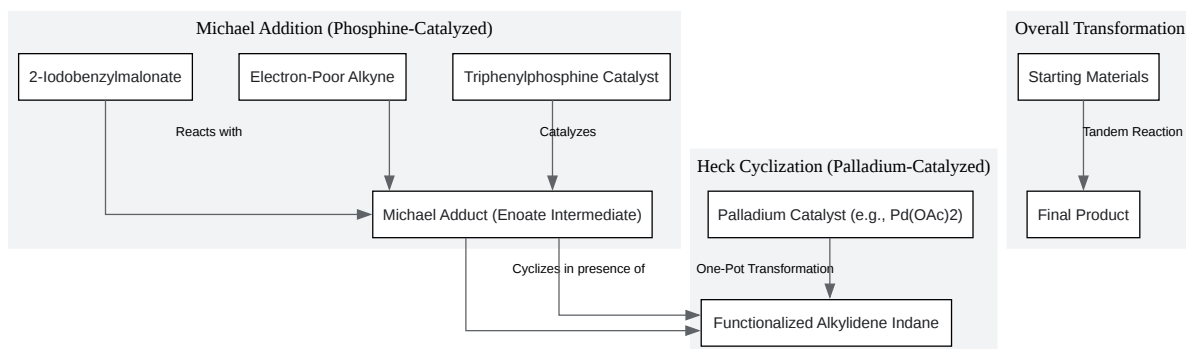 Michael Addition (Phosphine-Catalyzed)
2-Iodobenzylmalonate
Electron-Poor Alkyne
Triphenylphosphine Catalyst
Reacts with
Catalyzes
Michael Adduct (Enoate Intermediate)
Cyclizes in presence of
Heck Cyclization (Palladium-Catalyzed)
Palladium Catalyst (e.g., Pd(OAc)2)
One-Pot Transformation
Functionalized Alkylidene Indane
Overall Transformation
Starting Materials
Tandem Reaction
Final Product